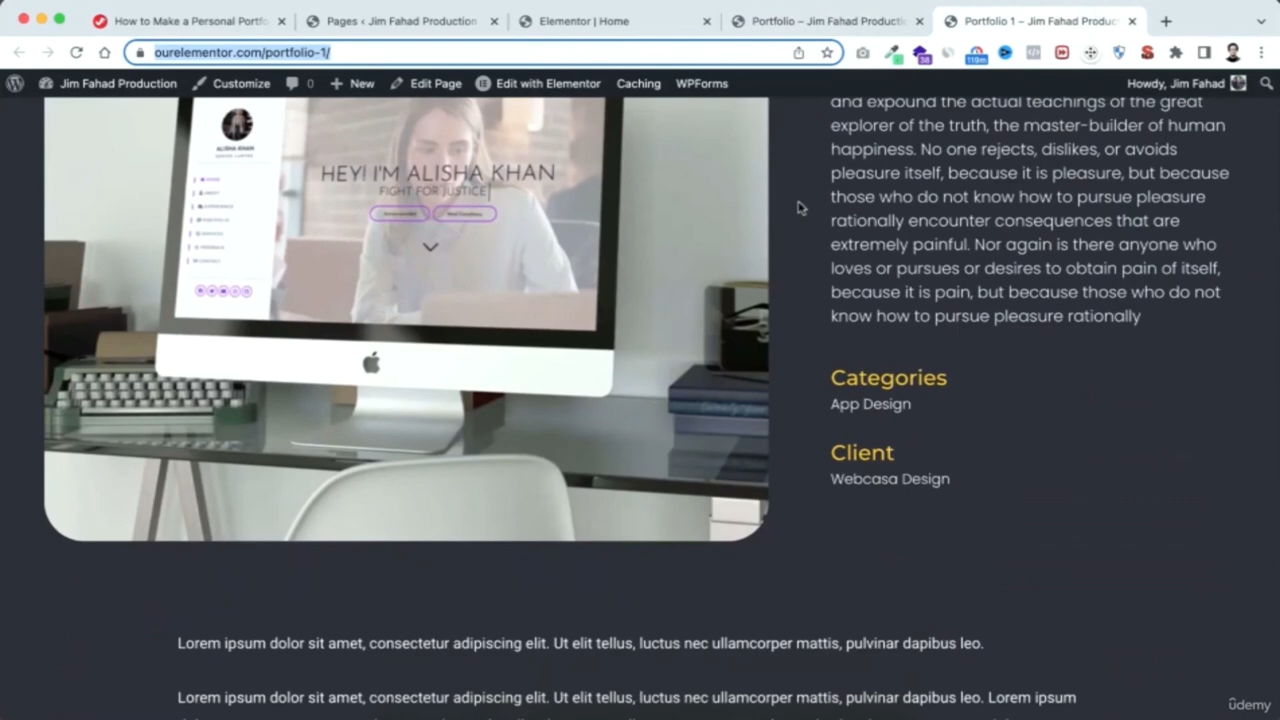 How to Make a Personal Portfo
Pages ‹ Jim Fahad Production
Elementor | Home
Portfolio – Jim Fahad Producti
Portfolio 1 – Jim Fahad Produc
ourelementor.com/portfolio-1/
38
119m
Jim Fahad Production
Customize
0
New
Edit Page
Edit with Elementor
Caching
WPForms
Howdy, Jim Fahad
ALISHA KHAN
HEY! I'M ALISHA KHAN
FIGHT FOR JUSTICE
and expound the actual teachings of the great
explorer of the truth, the master-builder of human
happiness. No one rejects, dislikes, or avoids
pleasure itself, because it is pleasure, but because
those who do not know how to pursue pleasure
rationally encounter consequences that are
extremely painful. Nor again is there anyone who
loves or pursues or desires to obtain pain of itself,
because it is pain, but because those who do not
know how to pursue pleasure rationally
Categories
App Design
Client
Webcasa Design
Lorem ipsum dolor sit amet, consectetur adipiscing elit. Ut elit tellus, luctus nec ullamcorper mattis, pulvinar dapibus leo.
Lorem ipsum dolor sit amet, consectetur adipiscing elit. Ut elit tellus, luctus nec ullamcorper mattis, pulvinar dapibus leo. Lorem ipsum
ûdemy